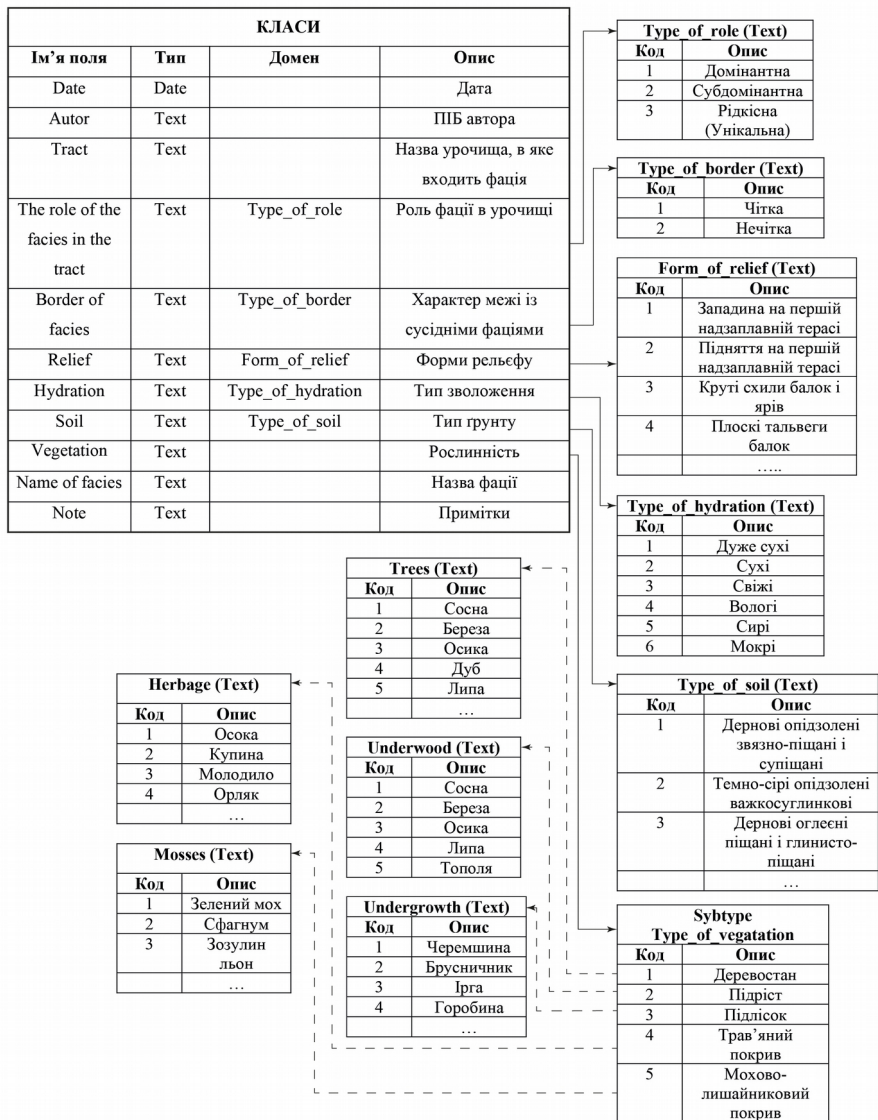 КЛАСИ
Ім’я поля Тип Домен Опис
Date Date Дата
Autor Text ПІБ автора
Tract Text Назва урочища, в яке
входить фація
The role of the Text Type_of_role Роль фації в урочищі
facies in the
tract
Border of Text Type_of_border Характер межі із
facies сусідніми фаціями
Relief Text Form_of_relief Форми рельєфу
Hydration Text Type_of_hydration Тип зволоження
Soil Text Type_of_soil Тип ґрунту
Vegetation Text Рослинність
Name of facies Text Назва фації
Note Text Примітки
Type_of_role (Text)
Код Опис
1 Домінантна
2 Субдомінантна
3 Рідкісна
(Унікальна)
Type_of_border (Text)
Код Опис
1 Чітка
2 Нечітка
Form_of_relief (Text)
Код Опис
1 Западина на першій
надзаплавній терасі
2 Підняття на першій
надзаплавній терасі
3 Круті схили балок і
ярів
4 Плоскі тальвеги
балок
…..
Type_of_hydration (Text)
Код Опис
1 Дуже сухі
2 Сухі
3 Свіжі
4 Вологі
5 Сирі
6 Мокрі
Type_of_soil (Text)
Код Опис
1 Дернові опідзолені
звязно-піщані і
супіщані
2 Темно-сірі опідзолені
важкосуглинкові
3 Дернові оглеєні
піщані і глинисто-
піщані
…
Sybtype
Type_of_vegatation
Код Опис
1 Деревостан
2 Підріст
3 Підлісок
4 Трав’яний
покрив
5 Мохово-
лишайниковий
покрив
Trees (Text)
Код Опис
1 Сосна
2 Береза
3 Осика
4 Дуб
5 Липа
…
Underwood (Text)
Код Опис
1 Сосна
2 Береза
3 Осика
4 Липа
5 Тополя
Undergrowth (Text)
Код Опис
1 Черемшина
2 Брусничник
3 Ірга
4 Горобина
…
Herbage (Text)
Код Опис
1 Осока
2 Купина
3 Молодило
4 Орляк
…
Mosses (Text)
Код Опис
1 Зелений мох
2 Сфагнум
3 Зозулин
льон
…